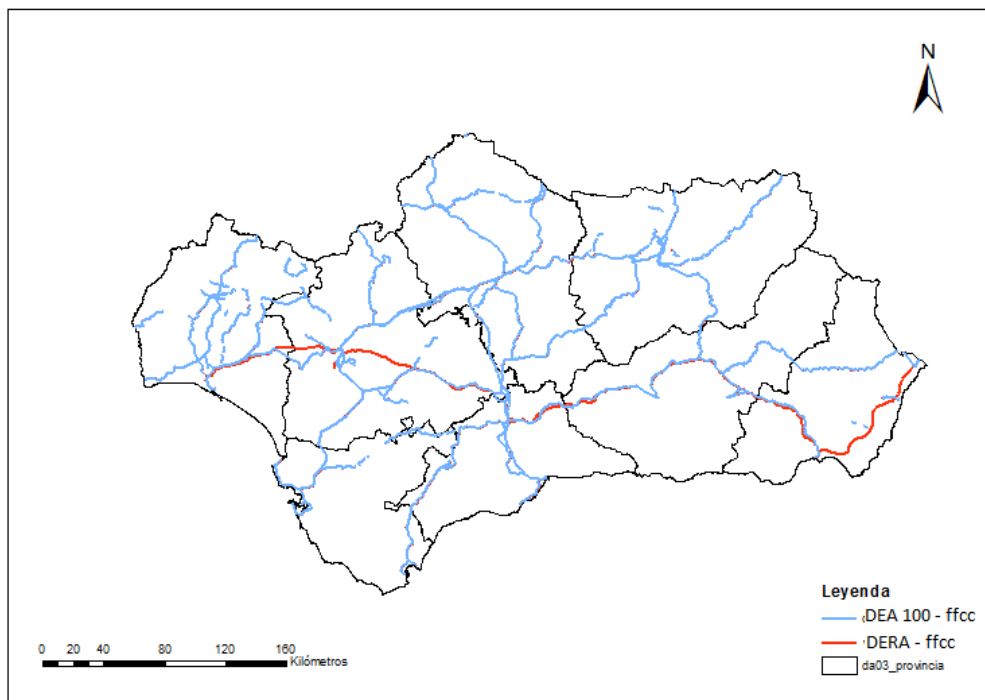 N
Leyenda
DEA 100 - ffcc
DERA - ffcc
da03_provincia
0 20 40 80 120 160
Kilómetros